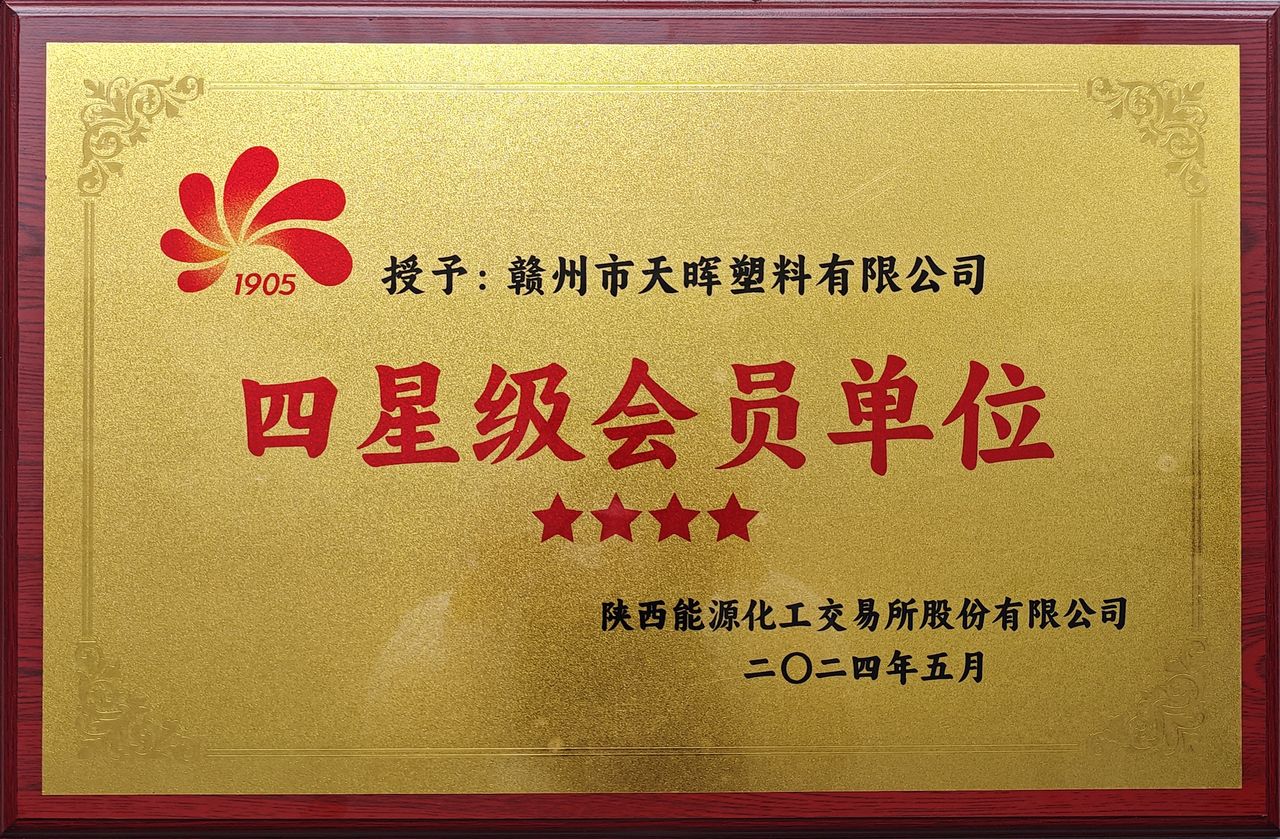 1905
授予：赣州市天晖塑料有限公司
四星级会员单位
陕西能源化工交易所股份有限公司
二〇二四年五月